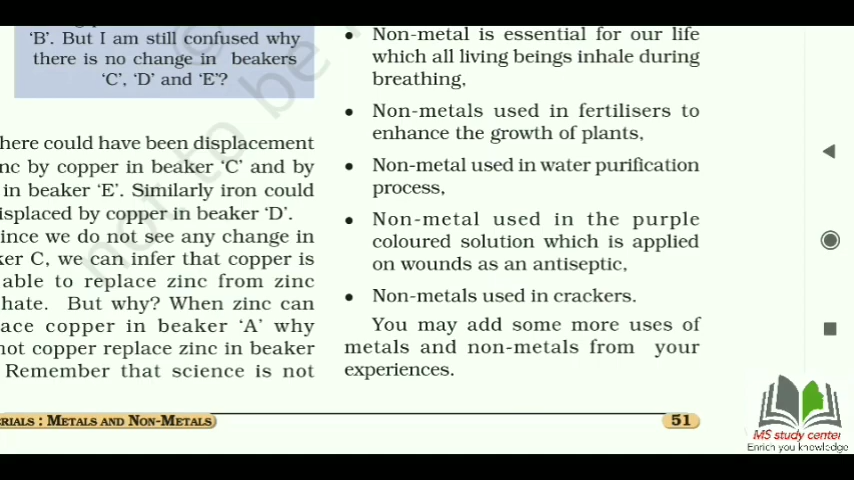 ‘B’. But I am still confused why
there is no change in beakers
‘C’, ‘D’ and ‘E’?
here could have been displacement
nc by copper in beaker ‘C’ and by
in beaker ‘E’. Similarly iron could
isplaced by copper in beaker ‘D’.
ince we do not see any change in
ker C, we can infer that copper is
able to replace zinc from zinc
hate. But why? When zinc can
ace copper in beaker ‘A’ why
not copper replace zinc in beaker
Remember that science is not
• Non-metal is essential for our life
which all living beings inhale during
breathing,
• Non-metals used in fertilisers to
enhance the growth of plants,
• Non-metal used in water purification
process,
• Non-metal used in the purple
coloured solution which is applied
on wounds as an antiseptic,
• Non-metals used in crackers.
You may add some more uses of
metals and non-metals from your
experiences.
ERIALS : METALS AND NON-METALS
51
not to be
MS study center
Enrich you knowledge